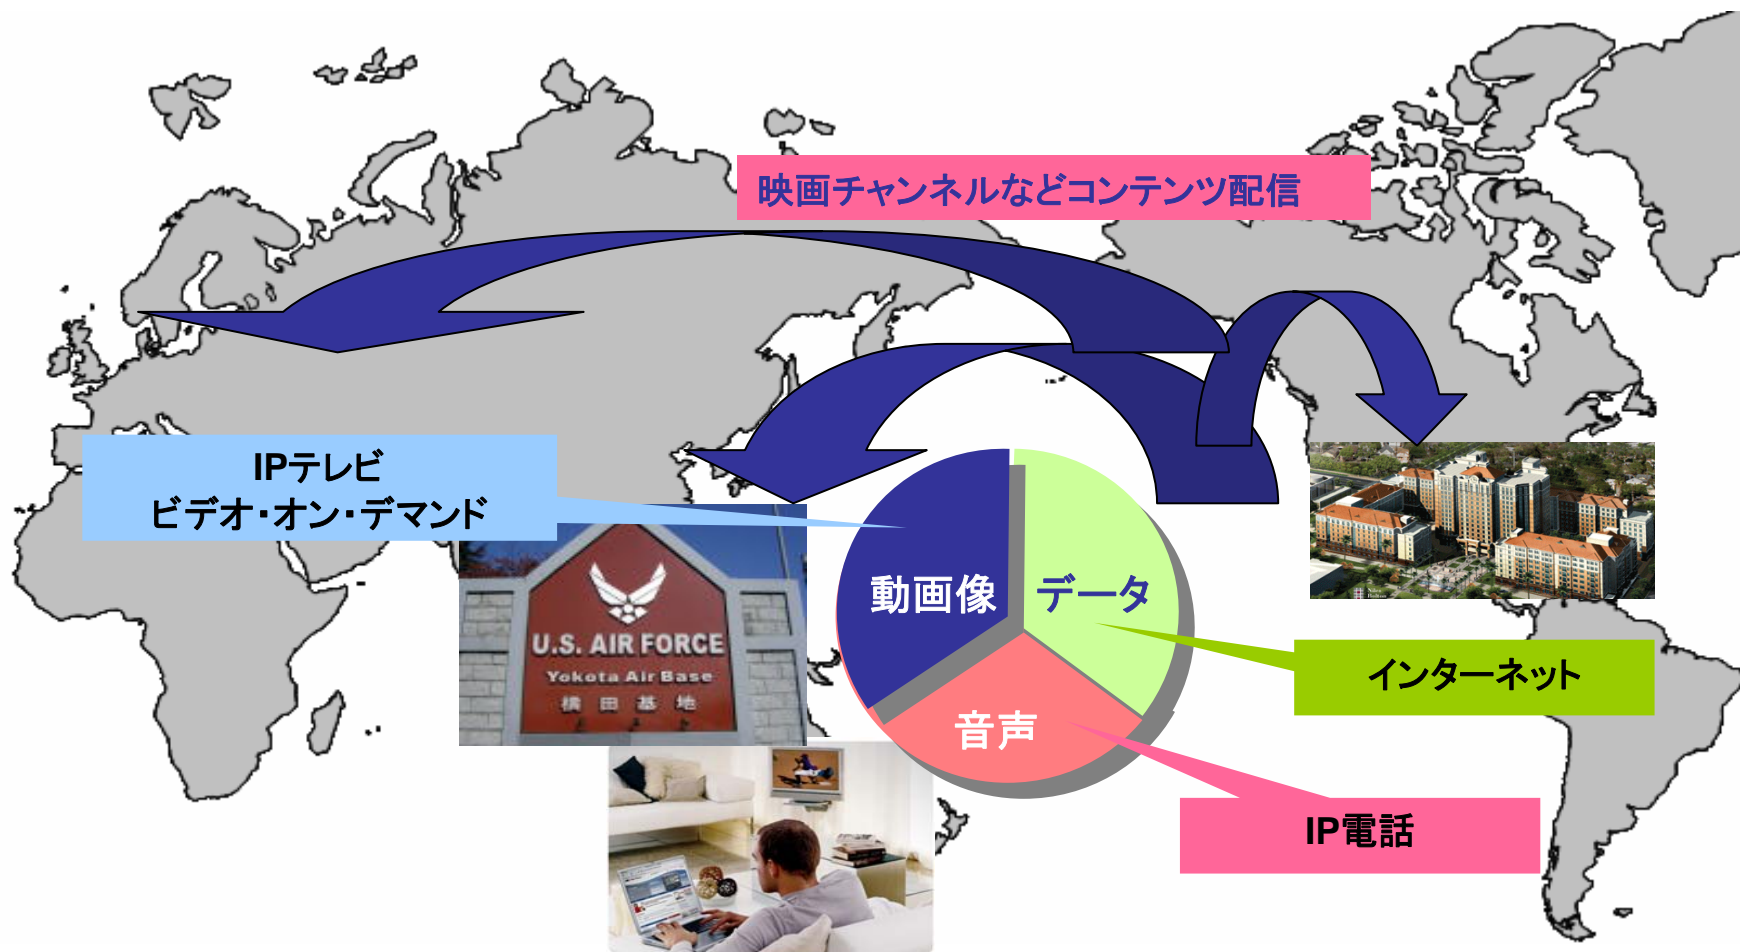 映画チャンネルなどコンテンツ配信
IPテレビ
ビデオ・オン・デマンド
動画像
データ
U.S. AIR FORCE
Yokota Air Base
横田基地
インターネット
音声
IP電話